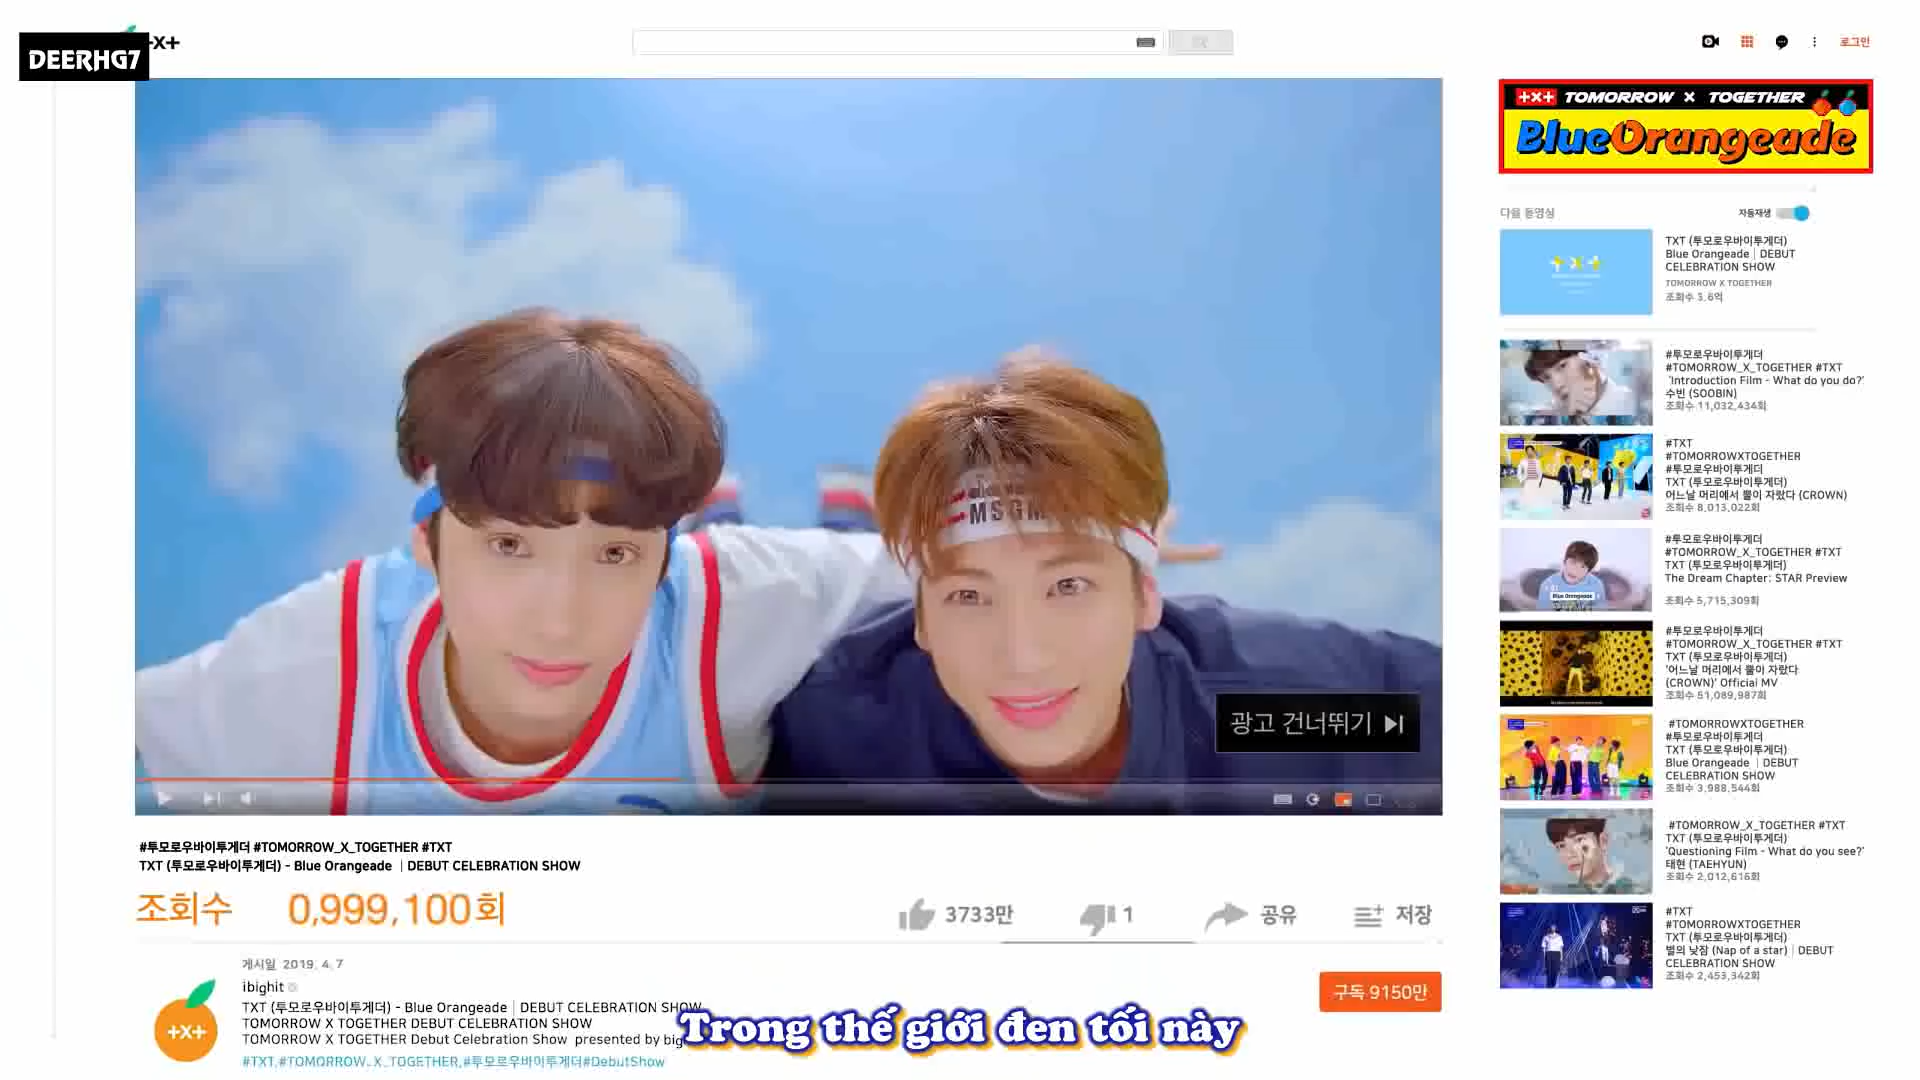 DEERHG7
+x+
로그인
+x+ TOMORROW × TOGETHER
BlueOrangeade
다음 동영상
자동재생
+x+
TXT (투모로우바이투게더)
Blue Orangeade | DEBUT
CELEBRATION SHOW
TOMORROW X TOGETHER
조회수 3.6억
#투모로우바이투게더
#TOMORROW_X_TOGETHER #TXT
'Introduction Film - What do you do?'
수빈 (SOOBIN)
조회수 11,032,434회
#TXT
#TOMORROWXTOGETHER
#투모로우바이투게더
TXT (투모로우바이투게더)
어느날 머리에서 뿔이 자랐다 (CROWN)
조회수 8,013,022회
#투모로우바이투게더
#TOMORROW_X_TOGETHER #TXT
TXT (투모로우바이투게더)
The Dream Chapter: STAR Preview
조회수 5,715,309회
Blue Orangeade
#투모로우바이투게더
#TOMORROW_X_TOGETHER #TXT
TXT (투모로우바이투게더)
'어느날 머리에서 뿔이 자랐다
(CROWN)' Official MV
조회수 51,089,987회
#TOMORROWXTOGETHER
#투모로우바이투게더
TXT (투모로우바이투게더)
Blue Orangeade | DEBUT
CELEBRATION SHOW
조회수 3,988,544회
#TOMORROW_X_TOGETHER #TXT
TXT (투모로우바이투게더)
'Questioning Film - What do you see?'
태현 (TAEHYUN)
조회수 2,012,616회
#TXT
#TOMORROWXTOGETHER
TXT (투모로우바이투게더)
별의 낮잠 (Nap of a star) | DEBUT
CELEBRATION SHOW
조회수 2,453,342회
MSGM
광고 건너뛰기
#투모로우바이투게더 #TOMORROW_X_TOGETHER #TXT
TXT (투모로우바이투게더) - Blue Orangeade | DEBUT CELEBRATION SHOW
조회수 0,999,100회
3733만 1 공유 저장
게시일 2019. 4. 7
ibighit
구독 9150만
+x+
TXT (투모로우바이투게더) - Blue Orangeade | DEBUT CELEBRATION SHOW
TOMORROW X TOGETHER DEBUT CELEBRATION SHOW
TOMORROW X TOGETHER Debut Celebration Show presented by big
#TXT,#TOMORROW_X_TOGETHER,#투모로우바이투게더#DebutShow
Trong thế giới đen tối này